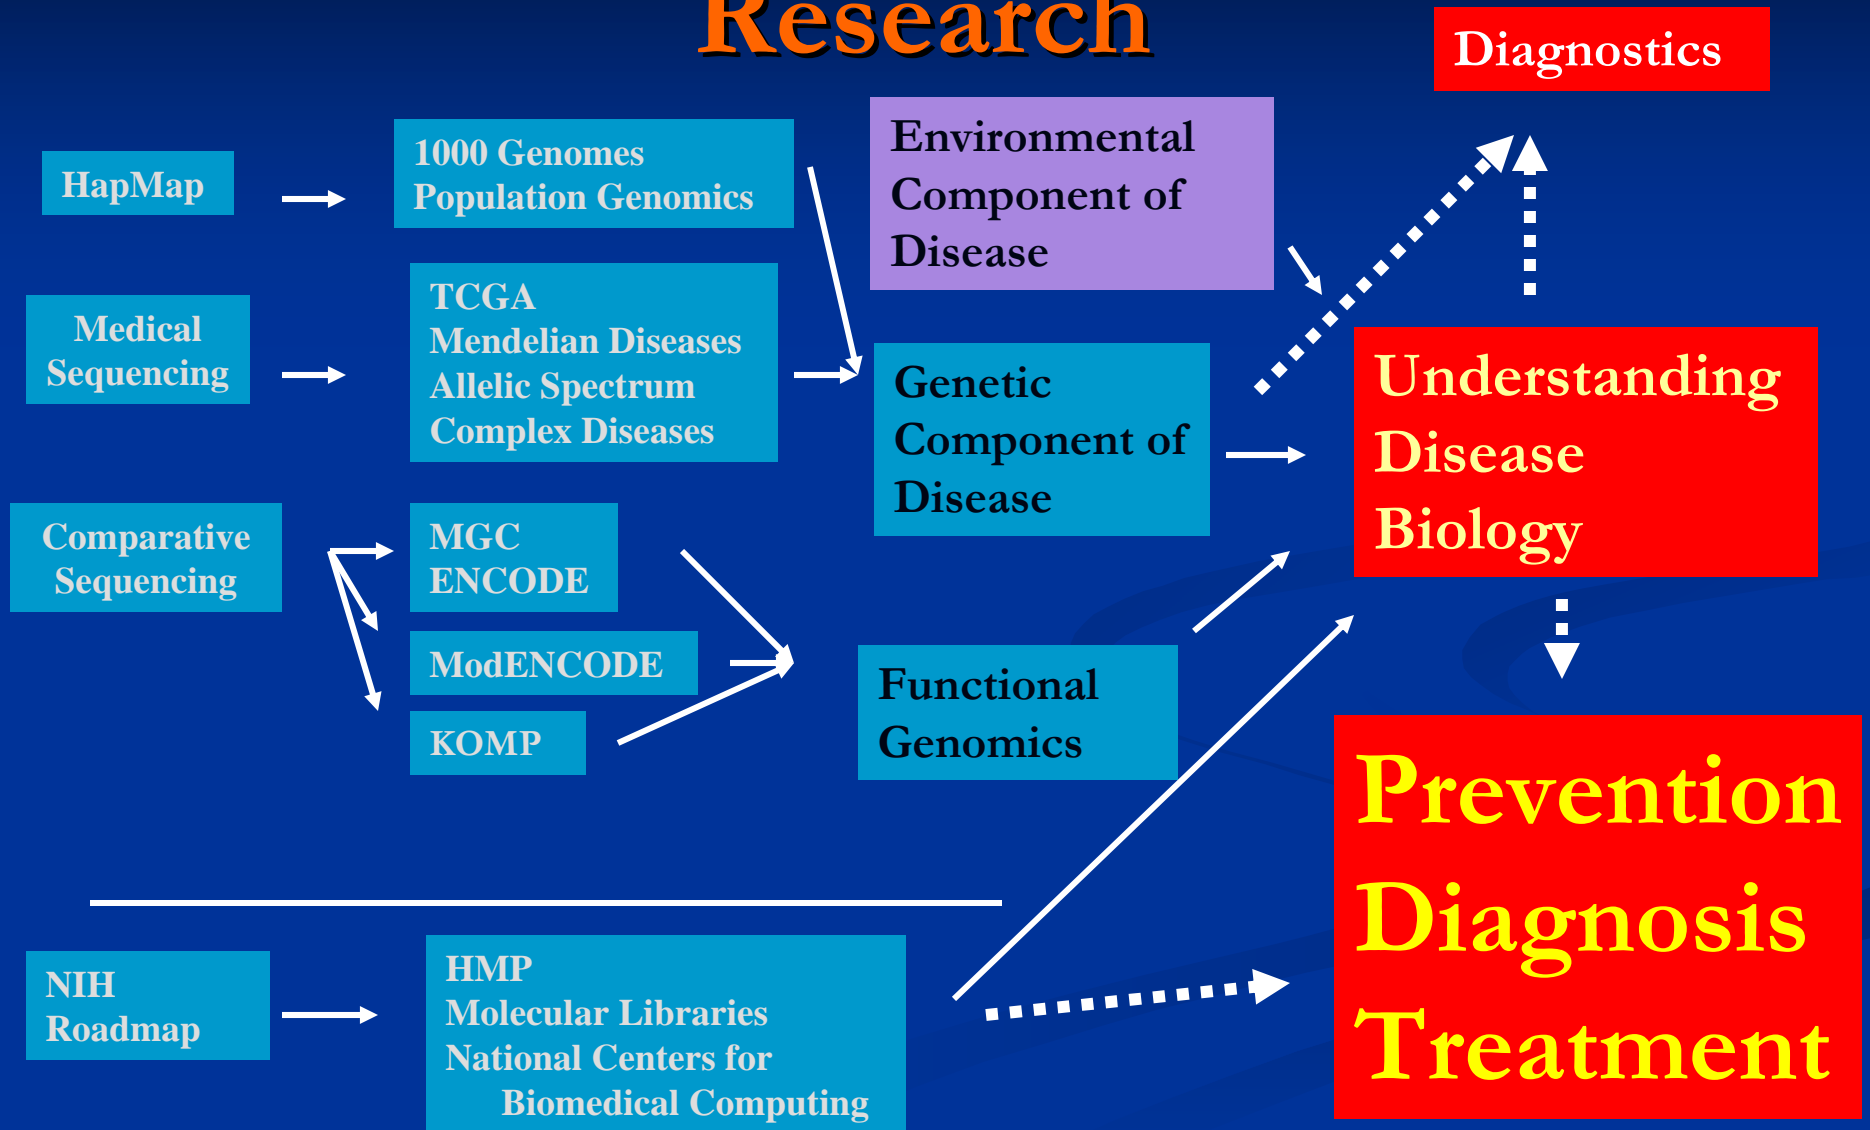 Research
Diagnostics
HapMap
1000 Genomes
Population Genomics
Environmental
Component of
Disease
Medical
Sequencing
TCGA
Mendelian Diseases
Allelic Spectrum
Complex Diseases
Genetic
Component of
Disease
Understanding
Disease
Biology
Comparative
Sequencing
MGC
ENCODE
ModENCODE
KOMP
Functional
Genomics
Prevention
Diagnosis
Treatment
NIH
Roadmap
HMP
Molecular Libraries
National Centers for
Biomedical Computing